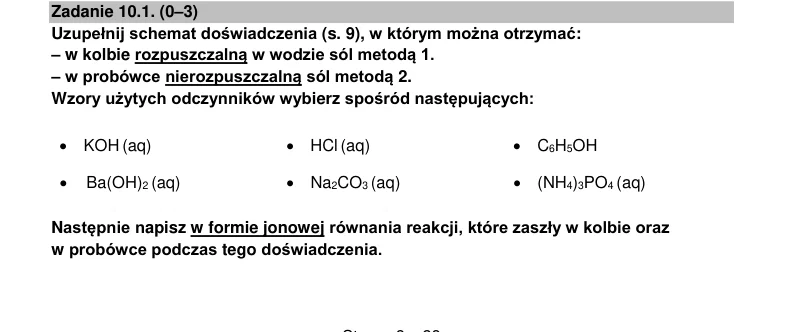 Zadanie 10.1. (0–3)
Uzupełnij schemat doświadczenia (s. 9), w którym można otrzymać:
– w kolbie rozpuszczalną w wodzie sól metodą 1.
– w probówce nierozpuszczalną sól metodą 2.
Wzory użytych odczynników wybierz spośród następujących:
• KOH (aq) • HCl (aq) • C₆H₅OH
• Ba(OH)₂ (aq) • Na₂CO₃ (aq) • (NH₄)₃PO₄ (aq)
Następnie napisz w formie jonowej równania reakcji, które zaszły w kolbie oraz
w probówce podczas tego doświadczenia.